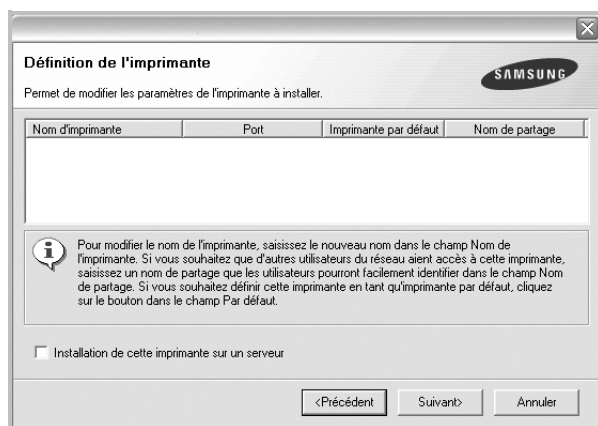 Définition de l'imprimante
SAMSUNG
Permet de modifier les paramètres de l'imprimante à installer.
Nom d'imprimante Port Imprimante par défaut Nom de partage
Pour modifier le nom de l'imprimante, saisissez le nouveau nom dans le champ Nom de
l'imprimante. Si vous souhaitez que d'autres utilisateurs du réseau aient accès à cette imprimante,
saisissez un nom de partage que les utilisateurs pourront facilement identifier dans le champ Nom
de partage. Si vous souhaitez définir cette imprimante en tant qu'imprimante par défaut, cliquez
sur le bouton dans le champ Par défaut.
Installation de cette imprimante sur un serveur
<Précédent Suivant> Annuler